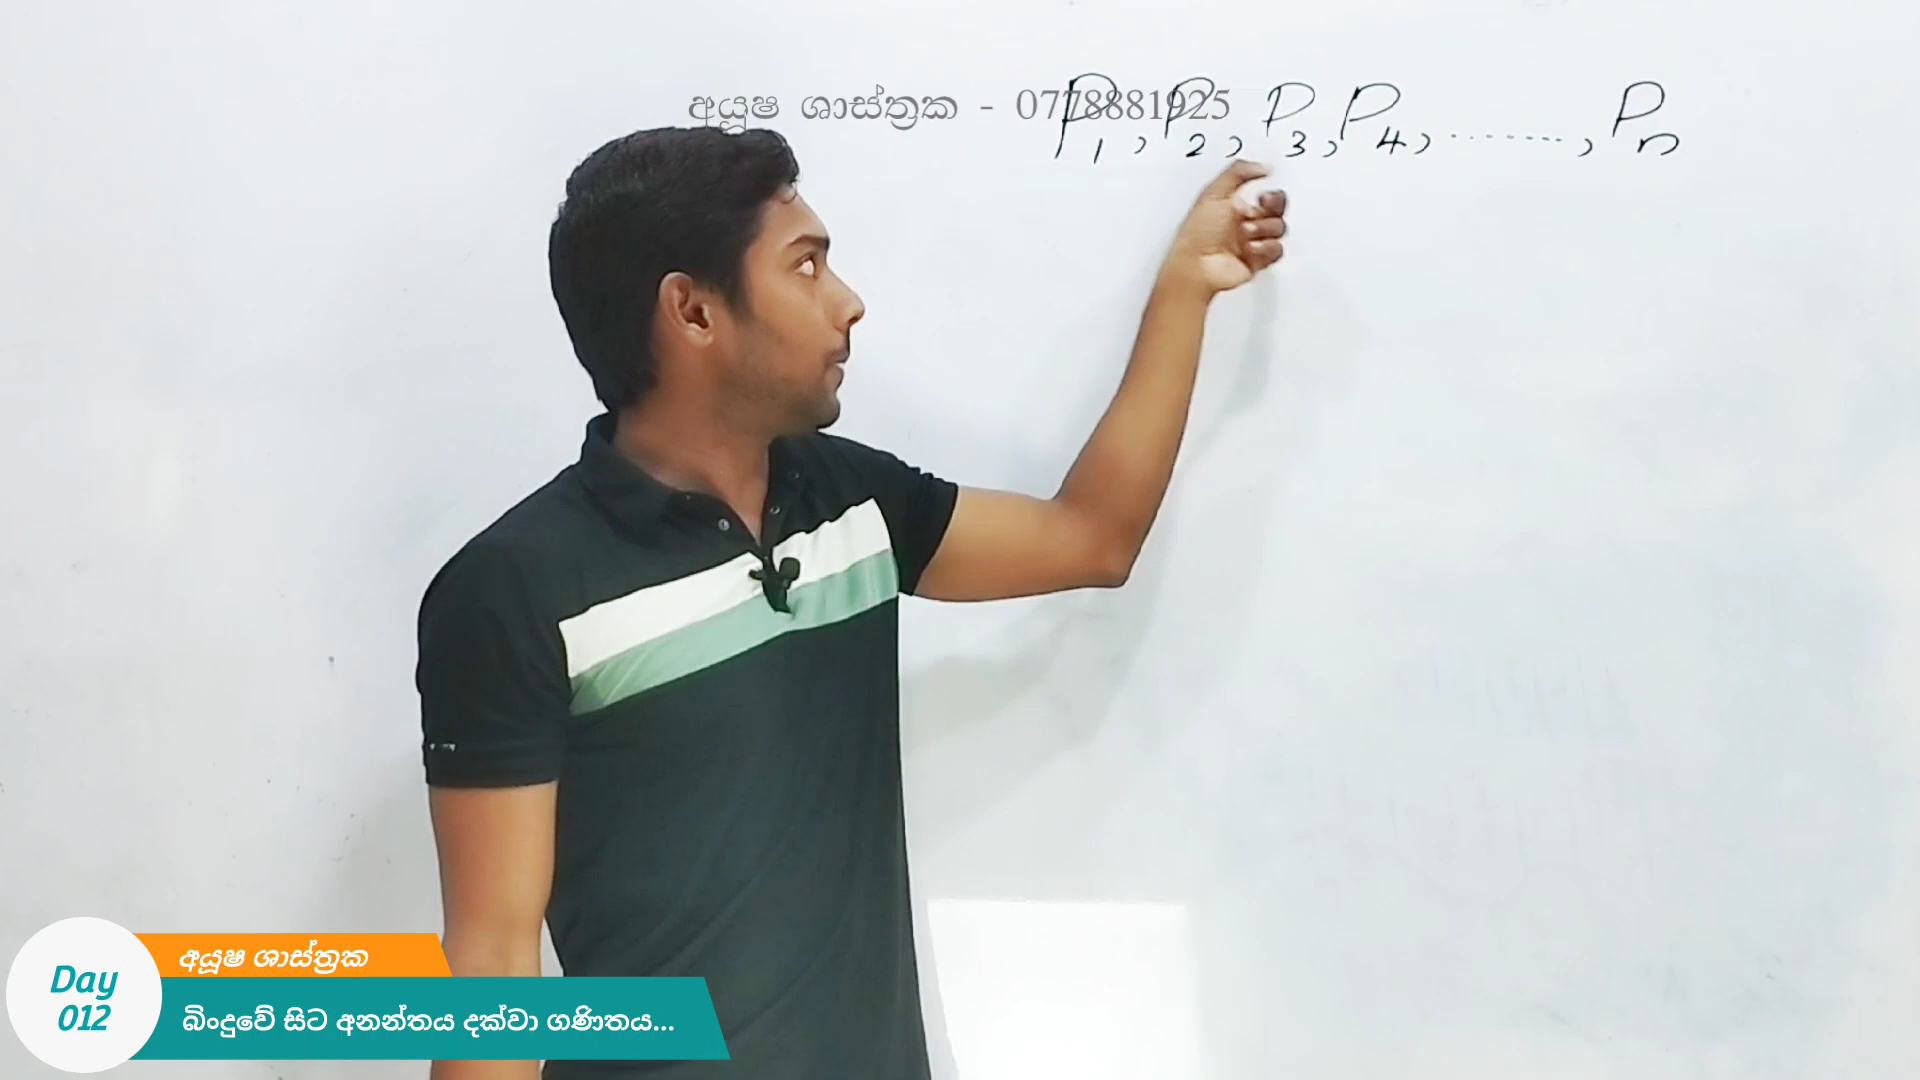 අයූෂ ශාස්ත්‍රක - 0778881925
P₁, P₂, P₃, P₄, ........, Pₙ
Day
012
අයූෂ ශාස්ත්‍රක
බිංදුවේ සිට අනන්තය දක්වා ගණිතය...